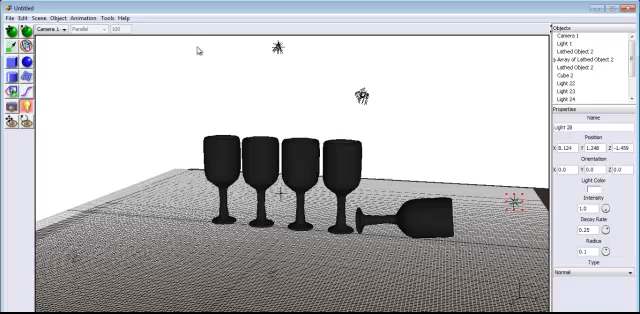 Untitled
File Edit Scene Object Animation Tools Help
Camera 1 Parallel 100
Objects
Camera 1
Light 1
Lathed Object 2
Array of Lathed Object 2
Lathed Object 2
Cube 2
Light 22
Light 23
Light 24
Properties
Name
Light 28
Position
X 8.124 Y 1.248 Z -1.459
Orientation
X 0.0 Y 0.0 Z 0.0
Light Color
Intensity
1.0
Decay Rate
0.25
Radius
0.1
Type
Normal